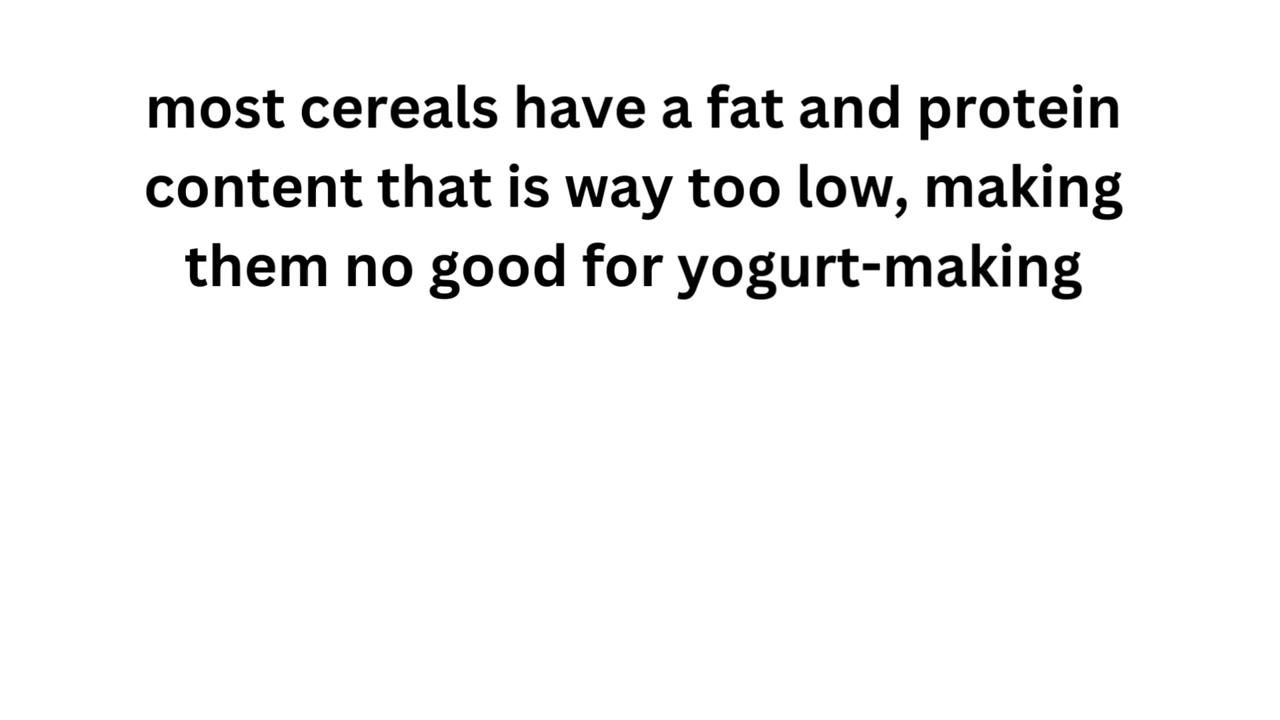 most cereals have a fat and protein
content that is way too low, making
them no good for yogurt-making